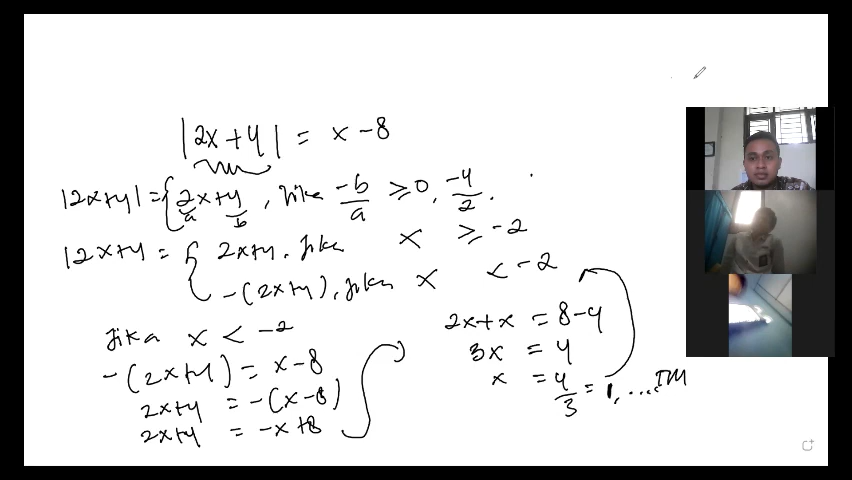 |2x+4| = x-8
|2x+4| = { 2x+4, jika -b/a ≥ 0, -4/2.
a b
|2x+4 = { 2x+4, jika x ≥ -2
-(2x+4), jika x < -2
jika x < -2
-(2x+4) = x-8
2x+4 = -(x-8)
2x+4 = -x+8
2x+x = 8-4
3x = 4
x = 4/3 = 1, .... TM